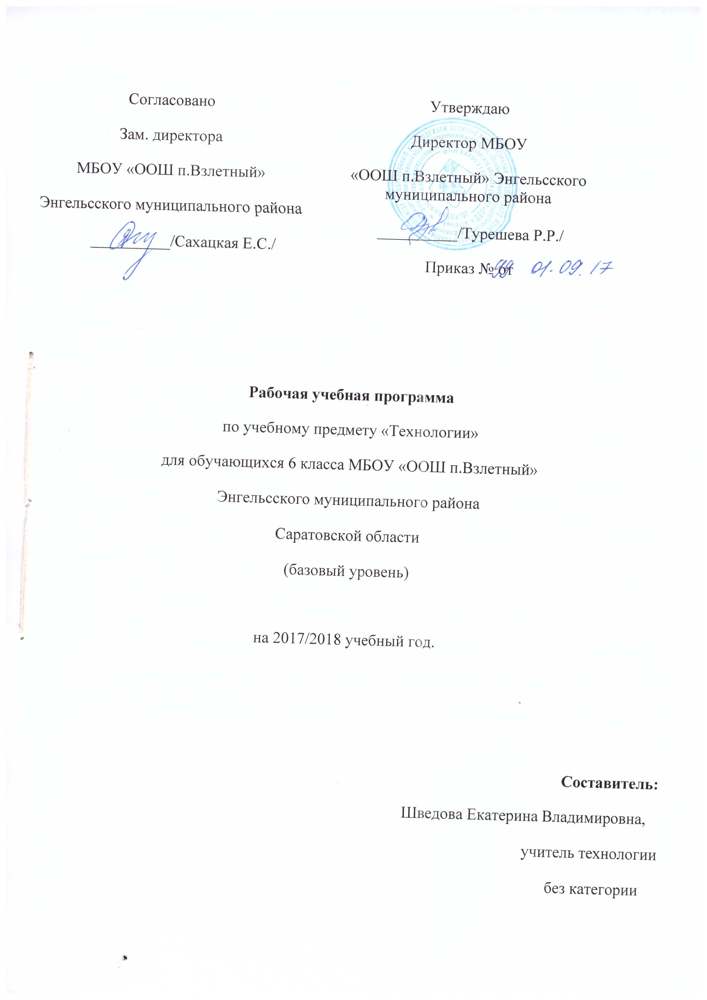 Согласовано
Зам. директора
МБОУ «ООШ п.Взлетный»
Энгельсского муниципального района
/Сахацкая Е.С./
Утверждаю
Директор МБОУ
«ООШ п.Взлетный» Энгельсского
муниципального района
/Турешева Р.Р./
Приказ № 99 от 01.09.17
Рабочая учебная программа
по учебному предмету «Технологии»
для обучающихся 6 класса МБОУ «ООШ п.Взлетный»
Энгельсского муниципального района
Саратовской области
(базовый уровень)
на 2017/2018 учебный год.
Составитель:
Шведова Екатерина Владимировна,
учитель технологии
без категории